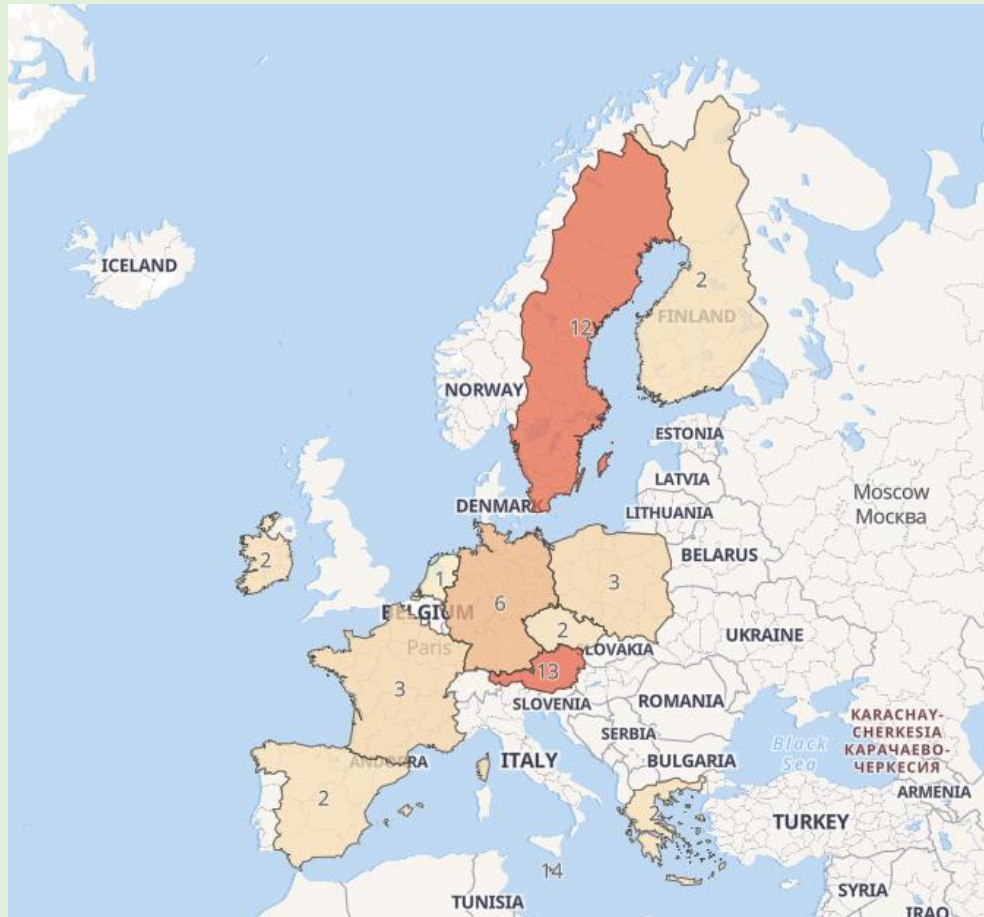 ICELAND
2
FINLAND
12
NORWAY
ESTONIA
LATVIA
Moscow
Москва
DENMARK
LITHUANIA
BELARUS
2
1
3
6
BELGIUM
2
UKRAINE
Paris
LOVAKIA
13
3
SLOVENIA
ROMANIA
KARACHAY-
CHERKESIA
КАРАЧАЕВО-
ЧЕРКЕСИЯ
SERBIA
Black
Sea
ANDORRA
ITALY
BULGARIA
ARMENIA
2
2
TURKEY
14
SYRIA
TUNISIA
IRAQ